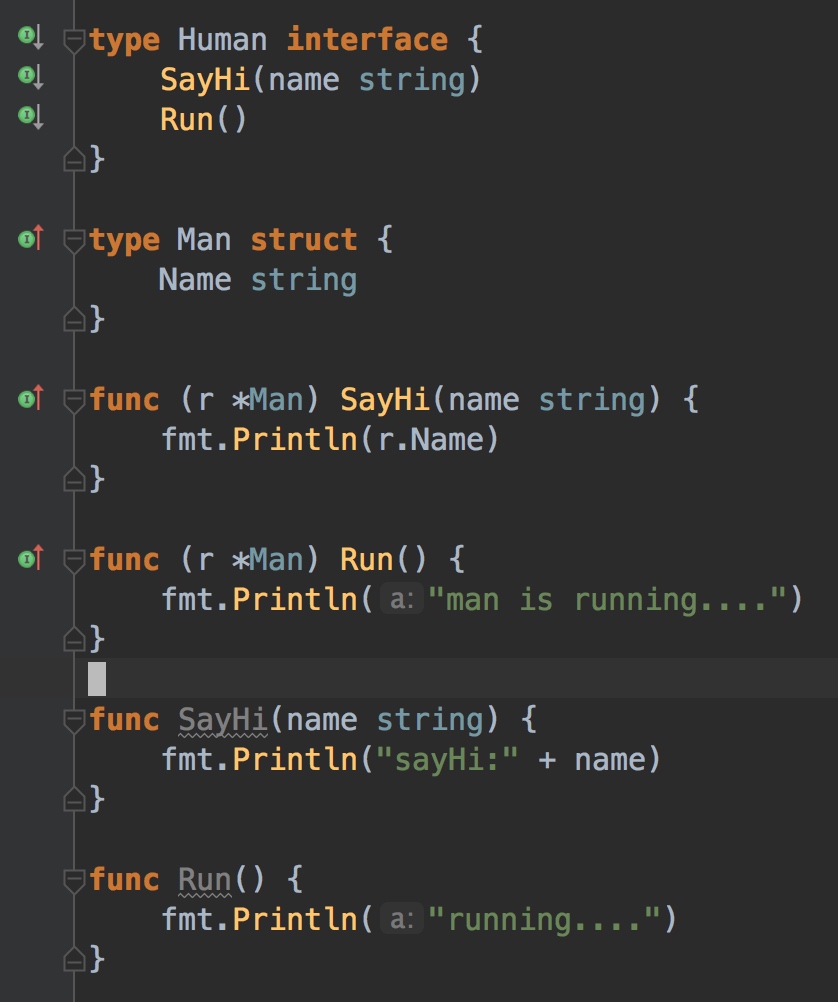 type Human interface {
SayHi(name string)
Run()
}
type Man struct {
Name string
}
func (r *Man) SayHi(name string) {
fmt.Println(r.Name)
}
func (r *Man) Run() {
fmt.Println( a: "man is running....")
}
func SayHi(name string) {
fmt.Println("sayHi:" + name)
}
func Run() {
fmt.Println( a: "running....")
}